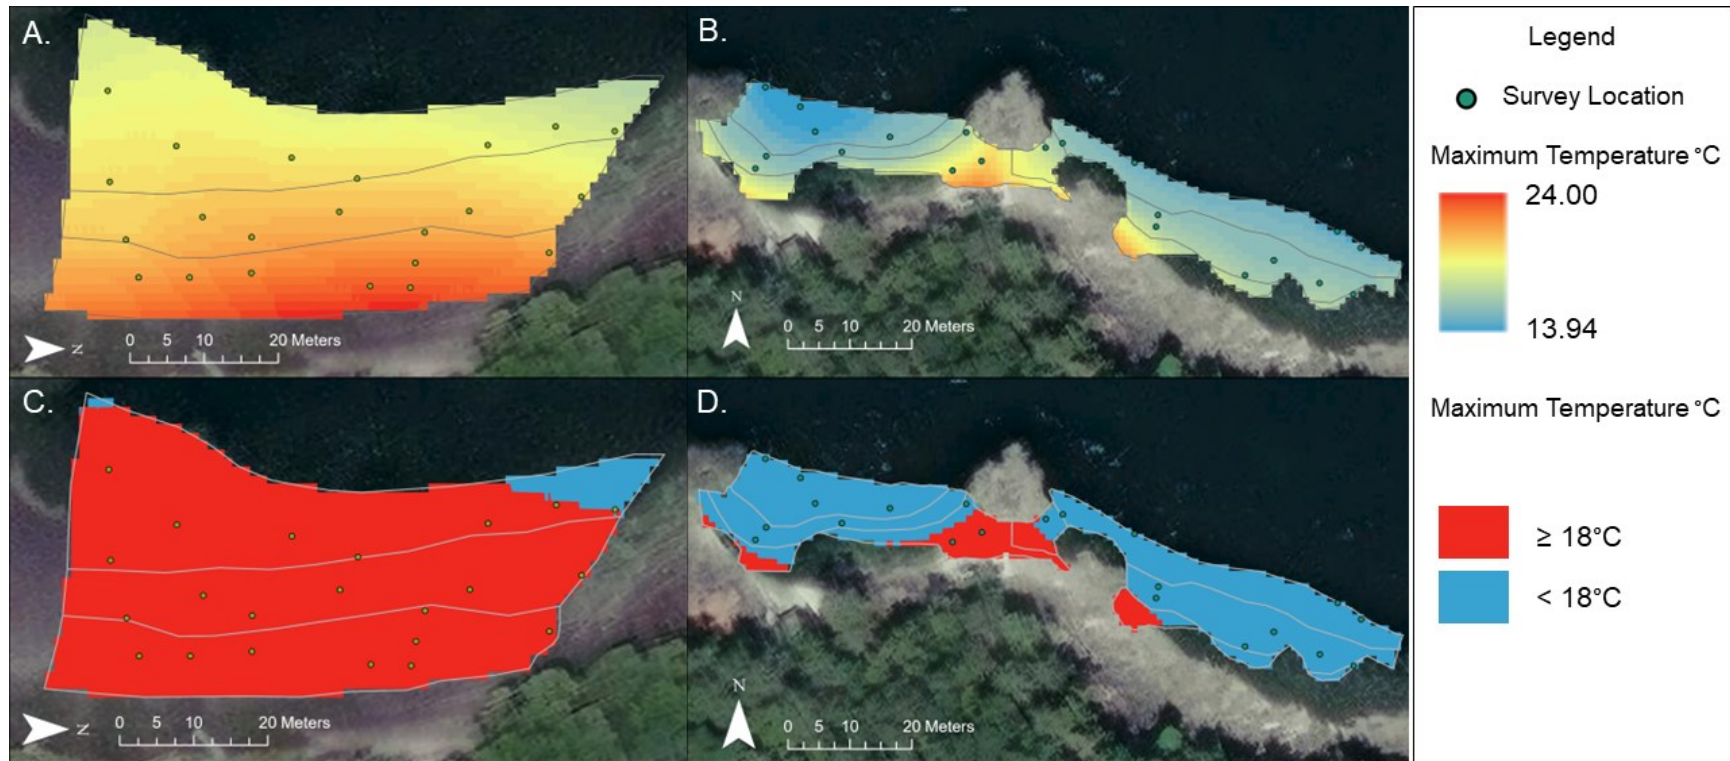 A.
N
0 5 10 20 Meters
B.
N
0 5 10 20 Meters
C.
N
0 5 10 20 Meters
D.
N
0 5 10 20 Meters
Legend
Survey Location
Maximum Temperature °C
24.00
13.94
Maximum Temperature °C
≥ 18°C
< 18°C